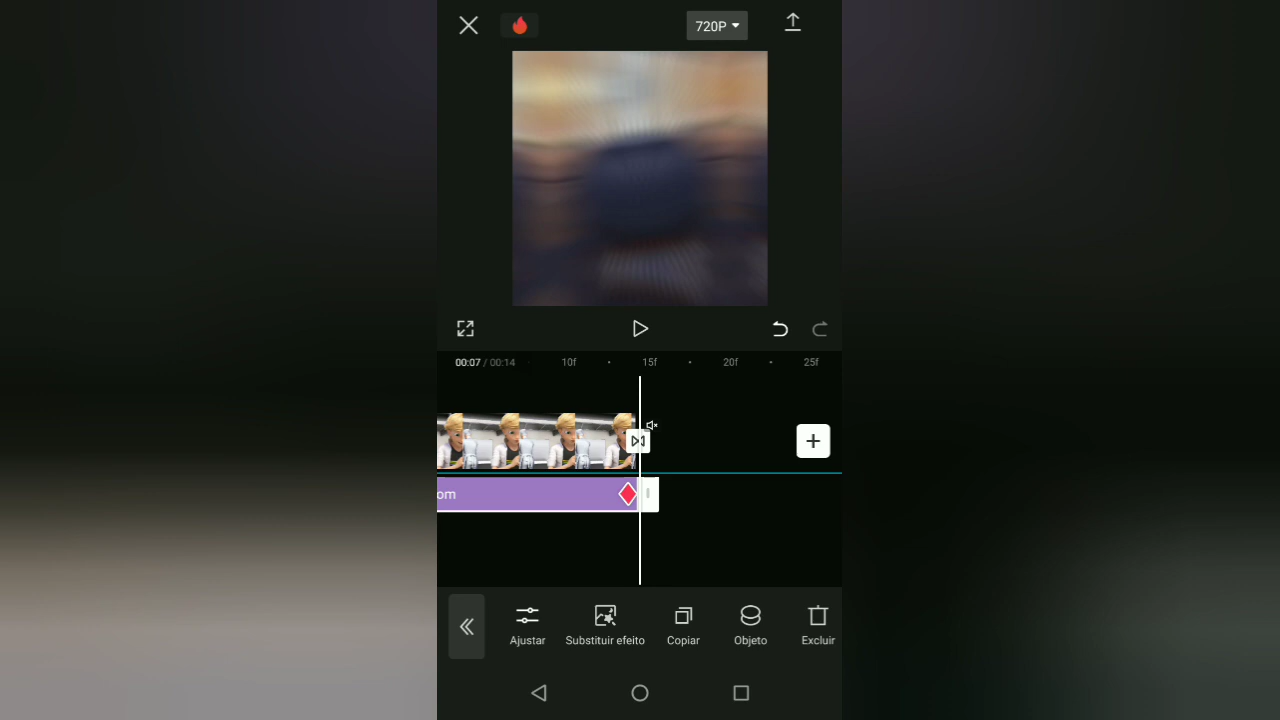 720P
00:07 / 00:14
10f
15f
20f
25f
om
Ajustar
Substituir efeito
Copiar
Objeto
Excluir